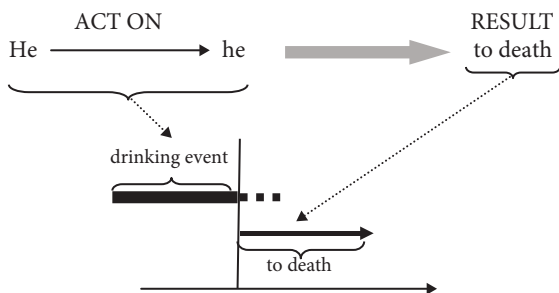 ACT ON
RESULT
He
he
to death
drinking event
to death